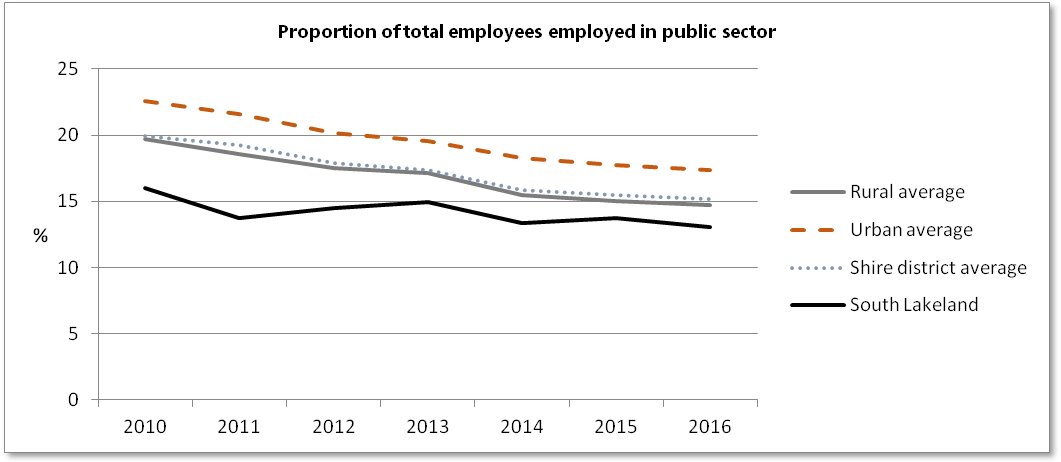 Proportion of total employees employed in public sector
25
20
15
10
5
0
%
2010 2011 2012 2013 2014 2015 2016
Rural average
Urban average
Shire district average
South Lakeland